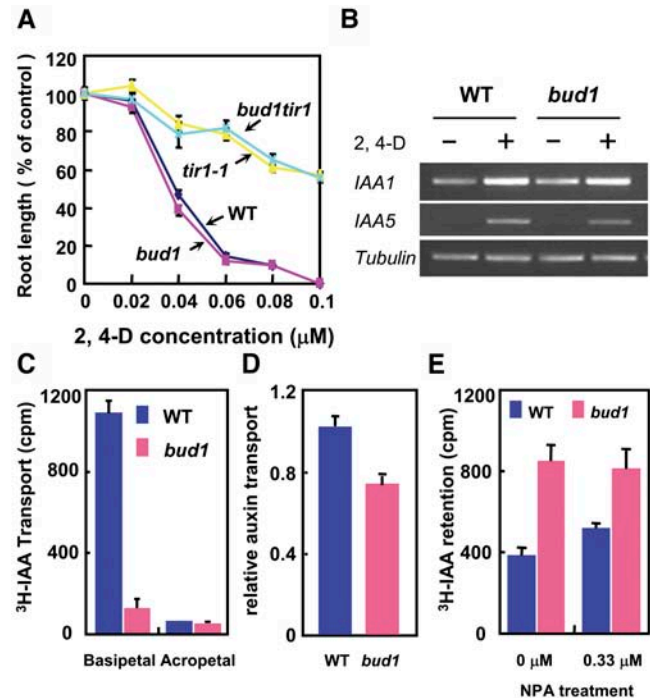 A
Root length ( % of control)
120
100
80
60
40
20
0
0 0.02 0.04 0.06 0.08 0.1
2, 4-D concentration (μM)
bud1tir1
tir1-1
WT
bud1
B
WT bud1
2, 4-D − + − +
IAA1
IAA5
Tubulin
C
³H-IAA Transport (cpm)
1200
800
400
0
WT
bud1
Basipetal Acropetal
D
relative auxin transport
1.2
0.8
0.4
0
WT bud1
E
³H-IAA retention (cpm)
1200
800
400
0
WT bud1
0 μM 0.33 μM
NPA treatment